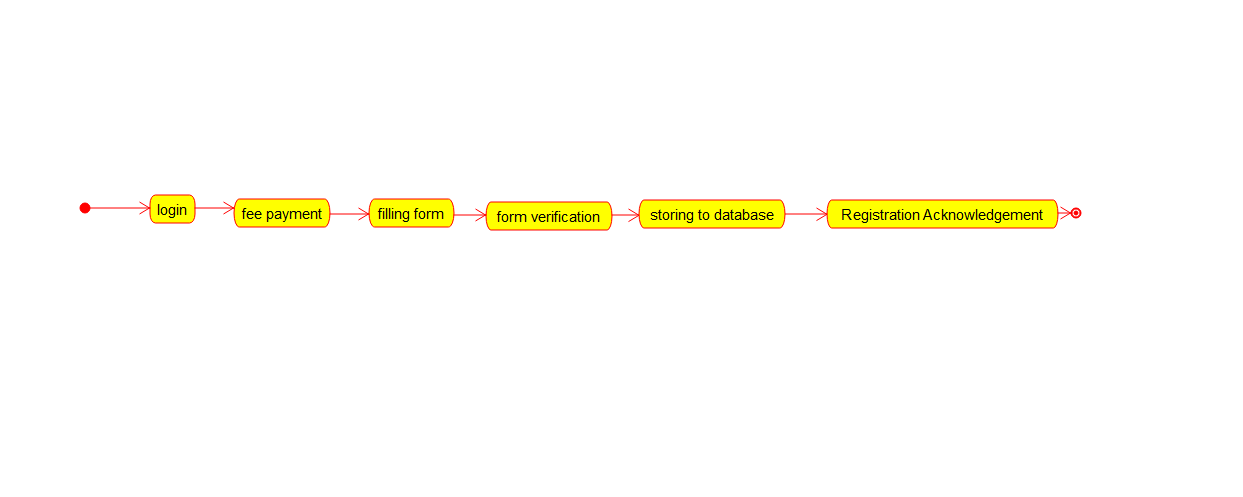 login
fee payment
filling form
form verification
storing to database
Registration Acknowledgement